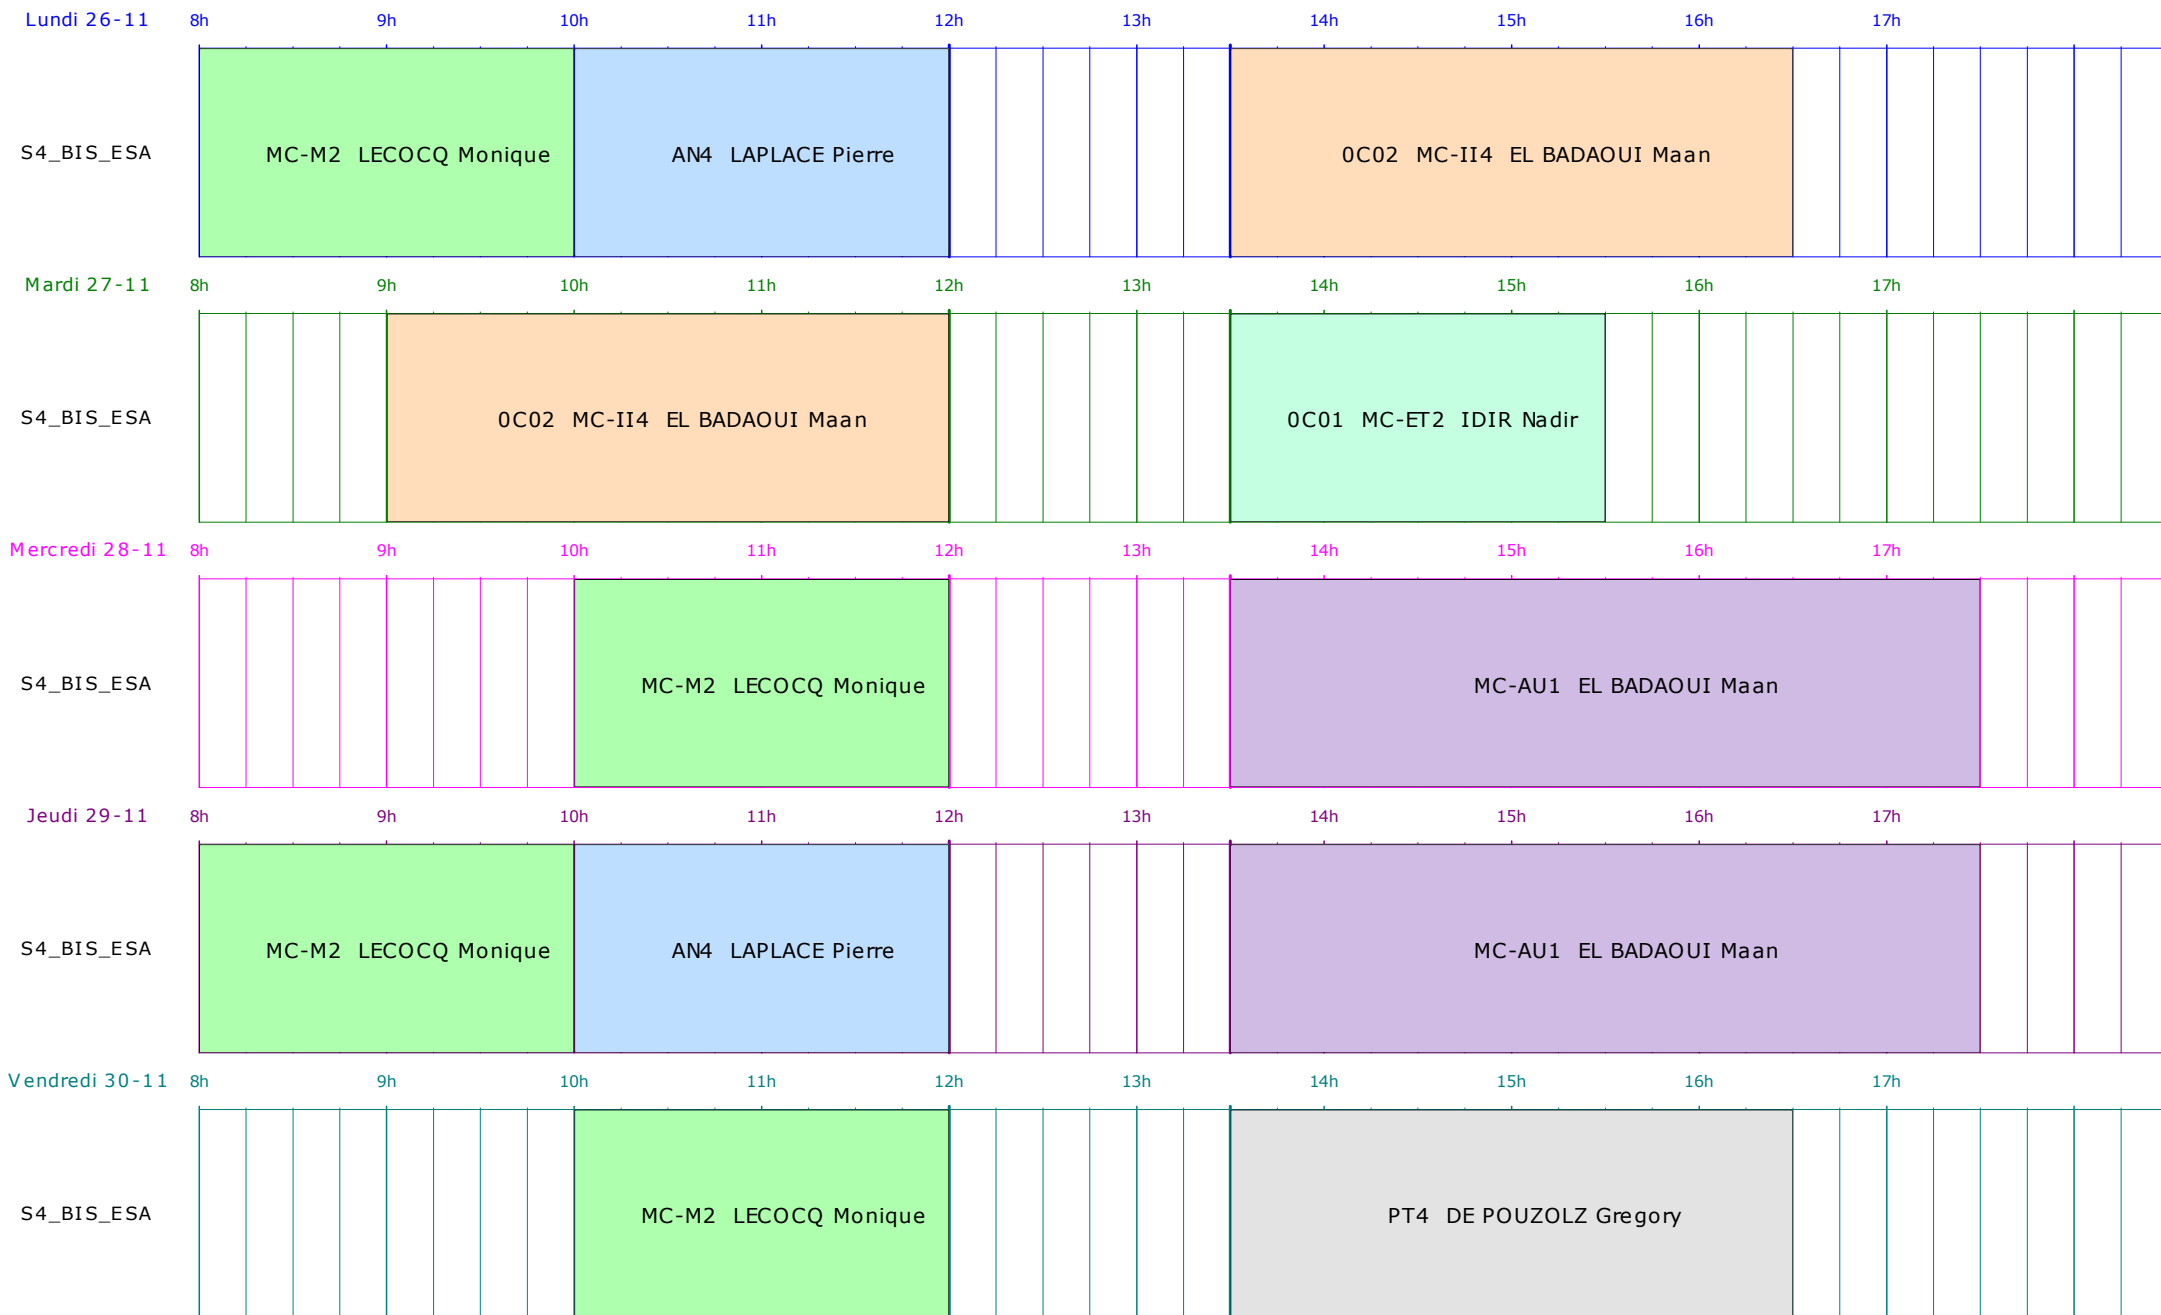 Lundi 26-11 8h 9h 10h 11h 12h 13h 14h 15h 16h 17h
S4_BIS_ESA MC-M2 LECOCQ Monique AN4 LAPLACE Pierre 0C02 MC-II4 EL BADAOUI Maan
Mardi 27-11 8h 9h 10h 11h 12h 13h 14h 15h 16h 17h
S4_BIS_ESA 0C02 MC-II4 EL BADAOUI Maan 0C01 MC-ET2 IDIR Nadir
Mercredi 28-11 8h 9h 10h 11h 12h 13h 14h 15h 16h 17h
S4_BIS_ESA MC-M2 LECOCQ Monique MC-AU1 EL BADAOUI Maan
Jeudi 29-11 8h 9h 10h 11h 12h 13h 14h 15h 16h 17h
S4_BIS_ESA MC-M2 LECOCQ Monique AN4 LAPLACE Pierre MC-AU1 EL BADAOUI Maan
Vendredi 30-11 8h 9h 10h 11h 12h 13h 14h 15h 16h 17h
S4_BIS_ESA MC-M2 LECOCQ Monique PT4 DE POUZOLZ Gregory